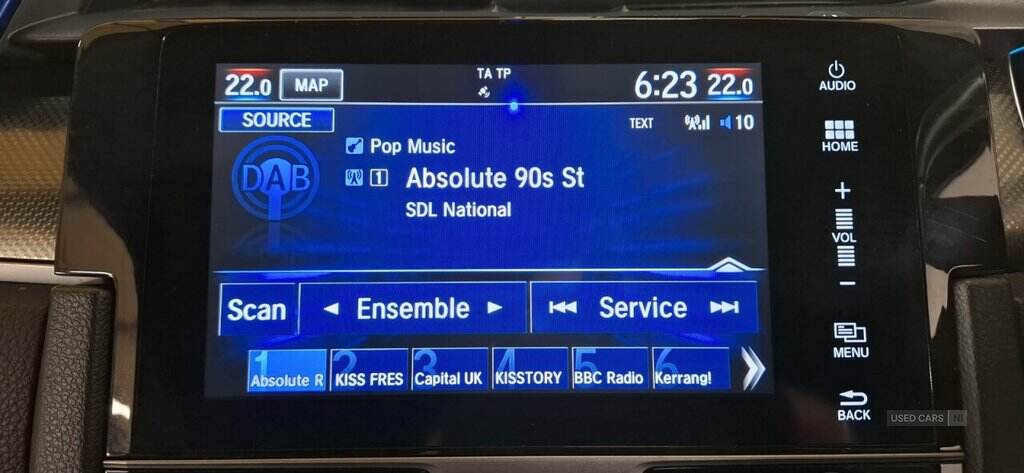 22.0 MAP TA TP 6:23 22.0
SOURCE TEXT 10
DAB
Pop Music
1 Absolute 90s St
SDL National
Scan Ensemble Service
1 Absolute R 2 KISS FRES 3 Capital UK 4 KISSTORY 5 BBC Radio 6 Kerrang!
AUDIO
HOME
+
VOL
−
MENU
BACK
USED CARS NI